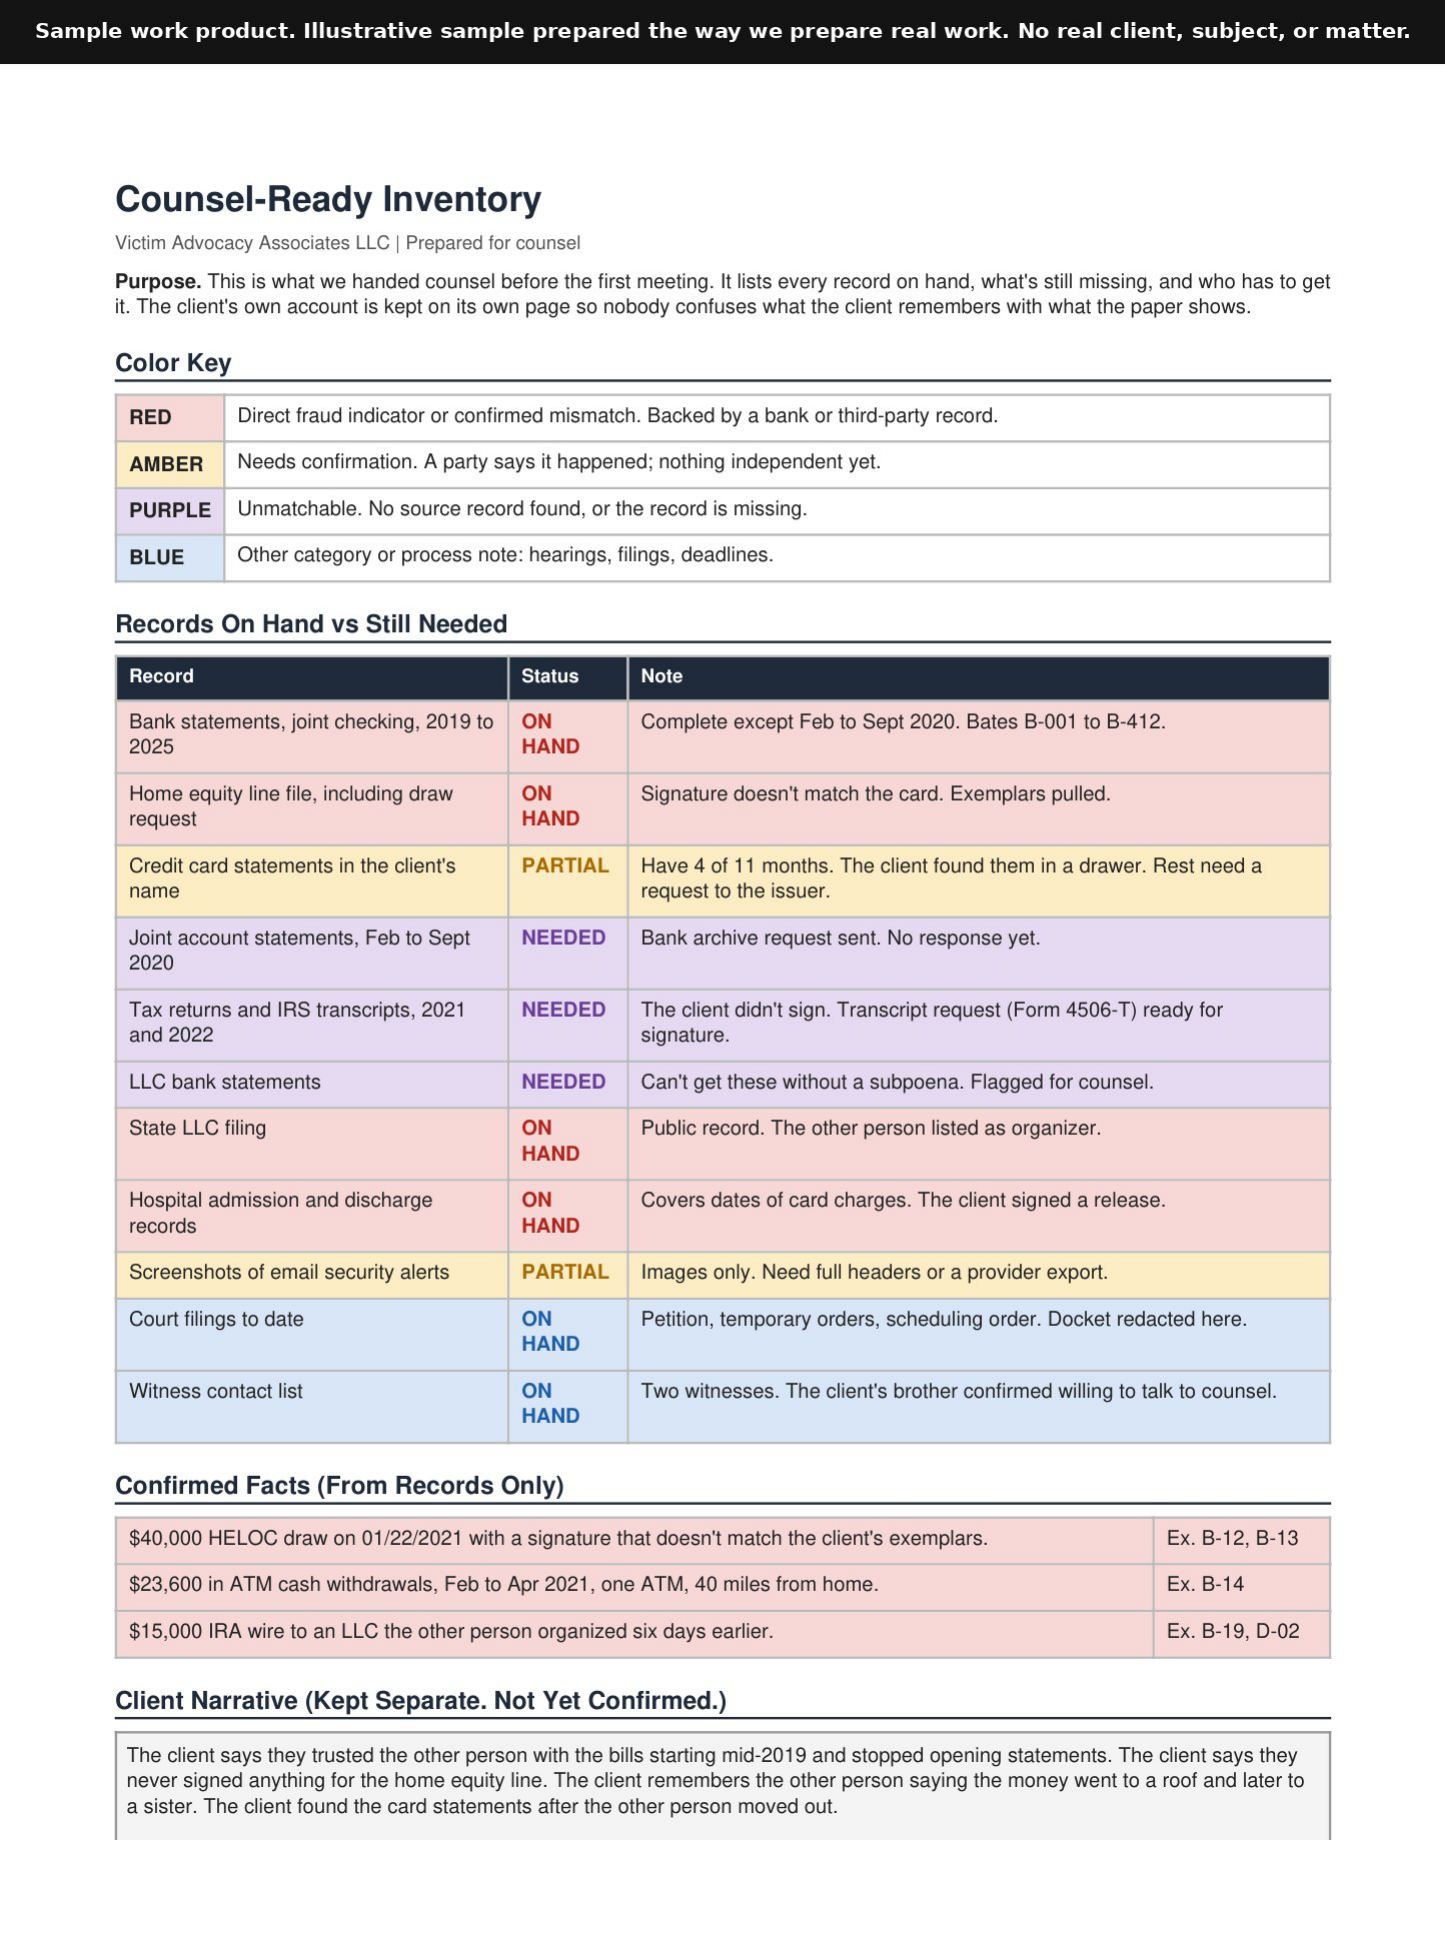 Sample work product. Illustrative sample prepared the way we prepare real work. No real client, subject, or matter.
Counsel-Ready Inventory
Victim Advocacy Associates LLC | Prepared for counsel
Purpose. This is what we handed counsel before the first meeting. It lists every record on hand, what's still missing, and who has to get
it. The client's own account is kept on its own page so nobody confuses what the client remembers with what the paper shows.
Color Key
RED Direct fraud indicator or confirmed mismatch. Backed by a bank or third-party record.
AMBER Needs confirmation. A party says it happened; nothing independent yet.
PURPLE Unmatchable. No source record found, or the record is missing.
BLUE Other category or process note: hearings, filings, deadlines.
Records On Hand vs Still Needed
Record Status Note
Bank statements, joint checking, 2019 to ON Complete except Feb to Sept 2020. Bates B-001 to B-412.
2025 HAND
Home equity line file, including draw ON Signature doesn't match the card. Exemplars pulled.
request HAND
Credit card statements in the client's PARTIAL Have 4 of 11 months. The client found them in a drawer. Rest need a
name request to the issuer.
Joint account statements, Feb to Sept NEEDED Bank archive request sent. No response yet.
2020
Tax returns and IRS transcripts, 2021 NEEDED The client didn't sign. Transcript request (Form 4506-T) ready for
and 2022 signature.
LLC bank statements NEEDED Can't get these without a subpoena. Flagged for counsel.
State LLC filing ON Public record. The other person listed as organizer.
HAND
Hospital admission and discharge ON Covers dates of card charges. The client signed a release.
records HAND
Screenshots of email security alerts PARTIAL Images only. Need full headers or a provider export.
Court filings to date ON Petition, temporary orders, scheduling order. Docket redacted here.
HAND
Witness contact list ON Two witnesses. The client's brother confirmed willing to talk to counsel.
HAND
Confirmed Facts (From Records Only)
$40,000 HELOC draw on 01/22/2021 with a signature that doesn't match the client's exemplars. Ex. B-12, B-13
$23,600 in ATM cash withdrawals, Feb to Apr 2021, one ATM, 40 miles from home. Ex. B-14
$15,000 IRA wire to an LLC the other person organized six days earlier. Ex. B-19, D-02
Client Narrative (Kept Separate. Not Yet Confirmed.)
The client says they trusted the other person with the bills starting mid-2019 and stopped opening statements. The client says they
never signed anything for the home equity line. The client remembers the other person saying the money went to a roof and later to
a sister. The client found the card statements after the other person moved out.